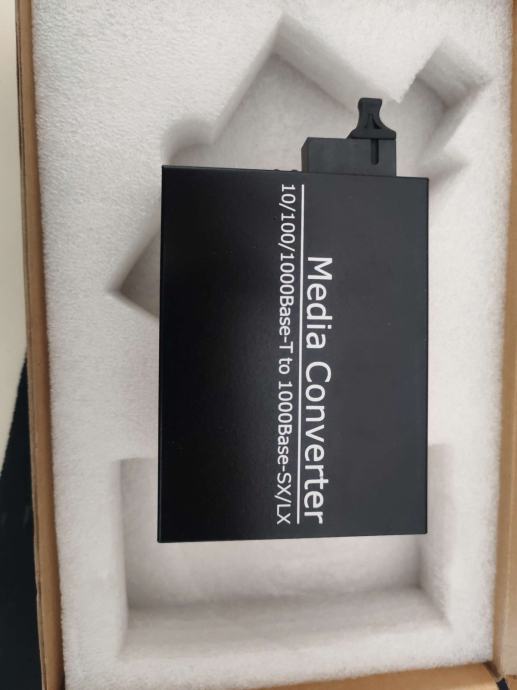 Media Converter
10/100/1000Base-T to 1000Base-SX/LX